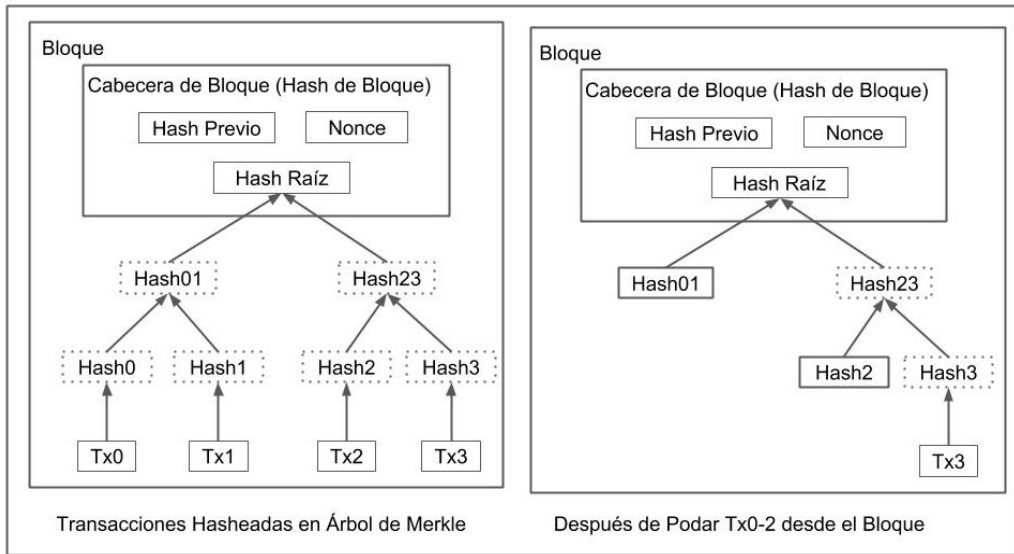 Bloque
Cabecera de Bloque (Hash de Bloque)
Hash Previo
Nonce
Hash Raíz
Hash01
Hash23
Hash0
Hash1
Hash2
Hash3
Tx0
Tx1
Tx2
Tx3
Transacciones Hasheadas en Árbol de Merkle
Bloque
Cabecera de Bloque (Hash de Bloque)
Hash Previo
Nonce
Hash Raíz
Hash01
Hash23
Hash2
Hash3
Tx3
Después de Podar Tx0-2 desde el Bloque